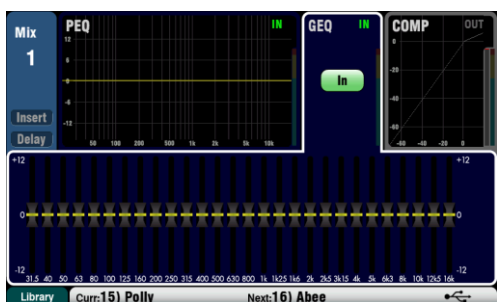 Mix
1
Insert
Delay
PEQ IN
12
6
0
-6
-12
50 100 200 500 1k 2k 5k 10k
GEQ IN
In
COMP OUT
0
-20
-40
-60
-60 -40 -20 0
+12 +12
0 0
-12 -12
31.5 40 50 63 80 100 125 160 200 250 315 400 500 630 800 1k 1k25 1k6 2k 2k5 3k15 4k 5k 6k3 8k 10k 12k5 16k
Library Curr:15) Polly Next:16) Abee